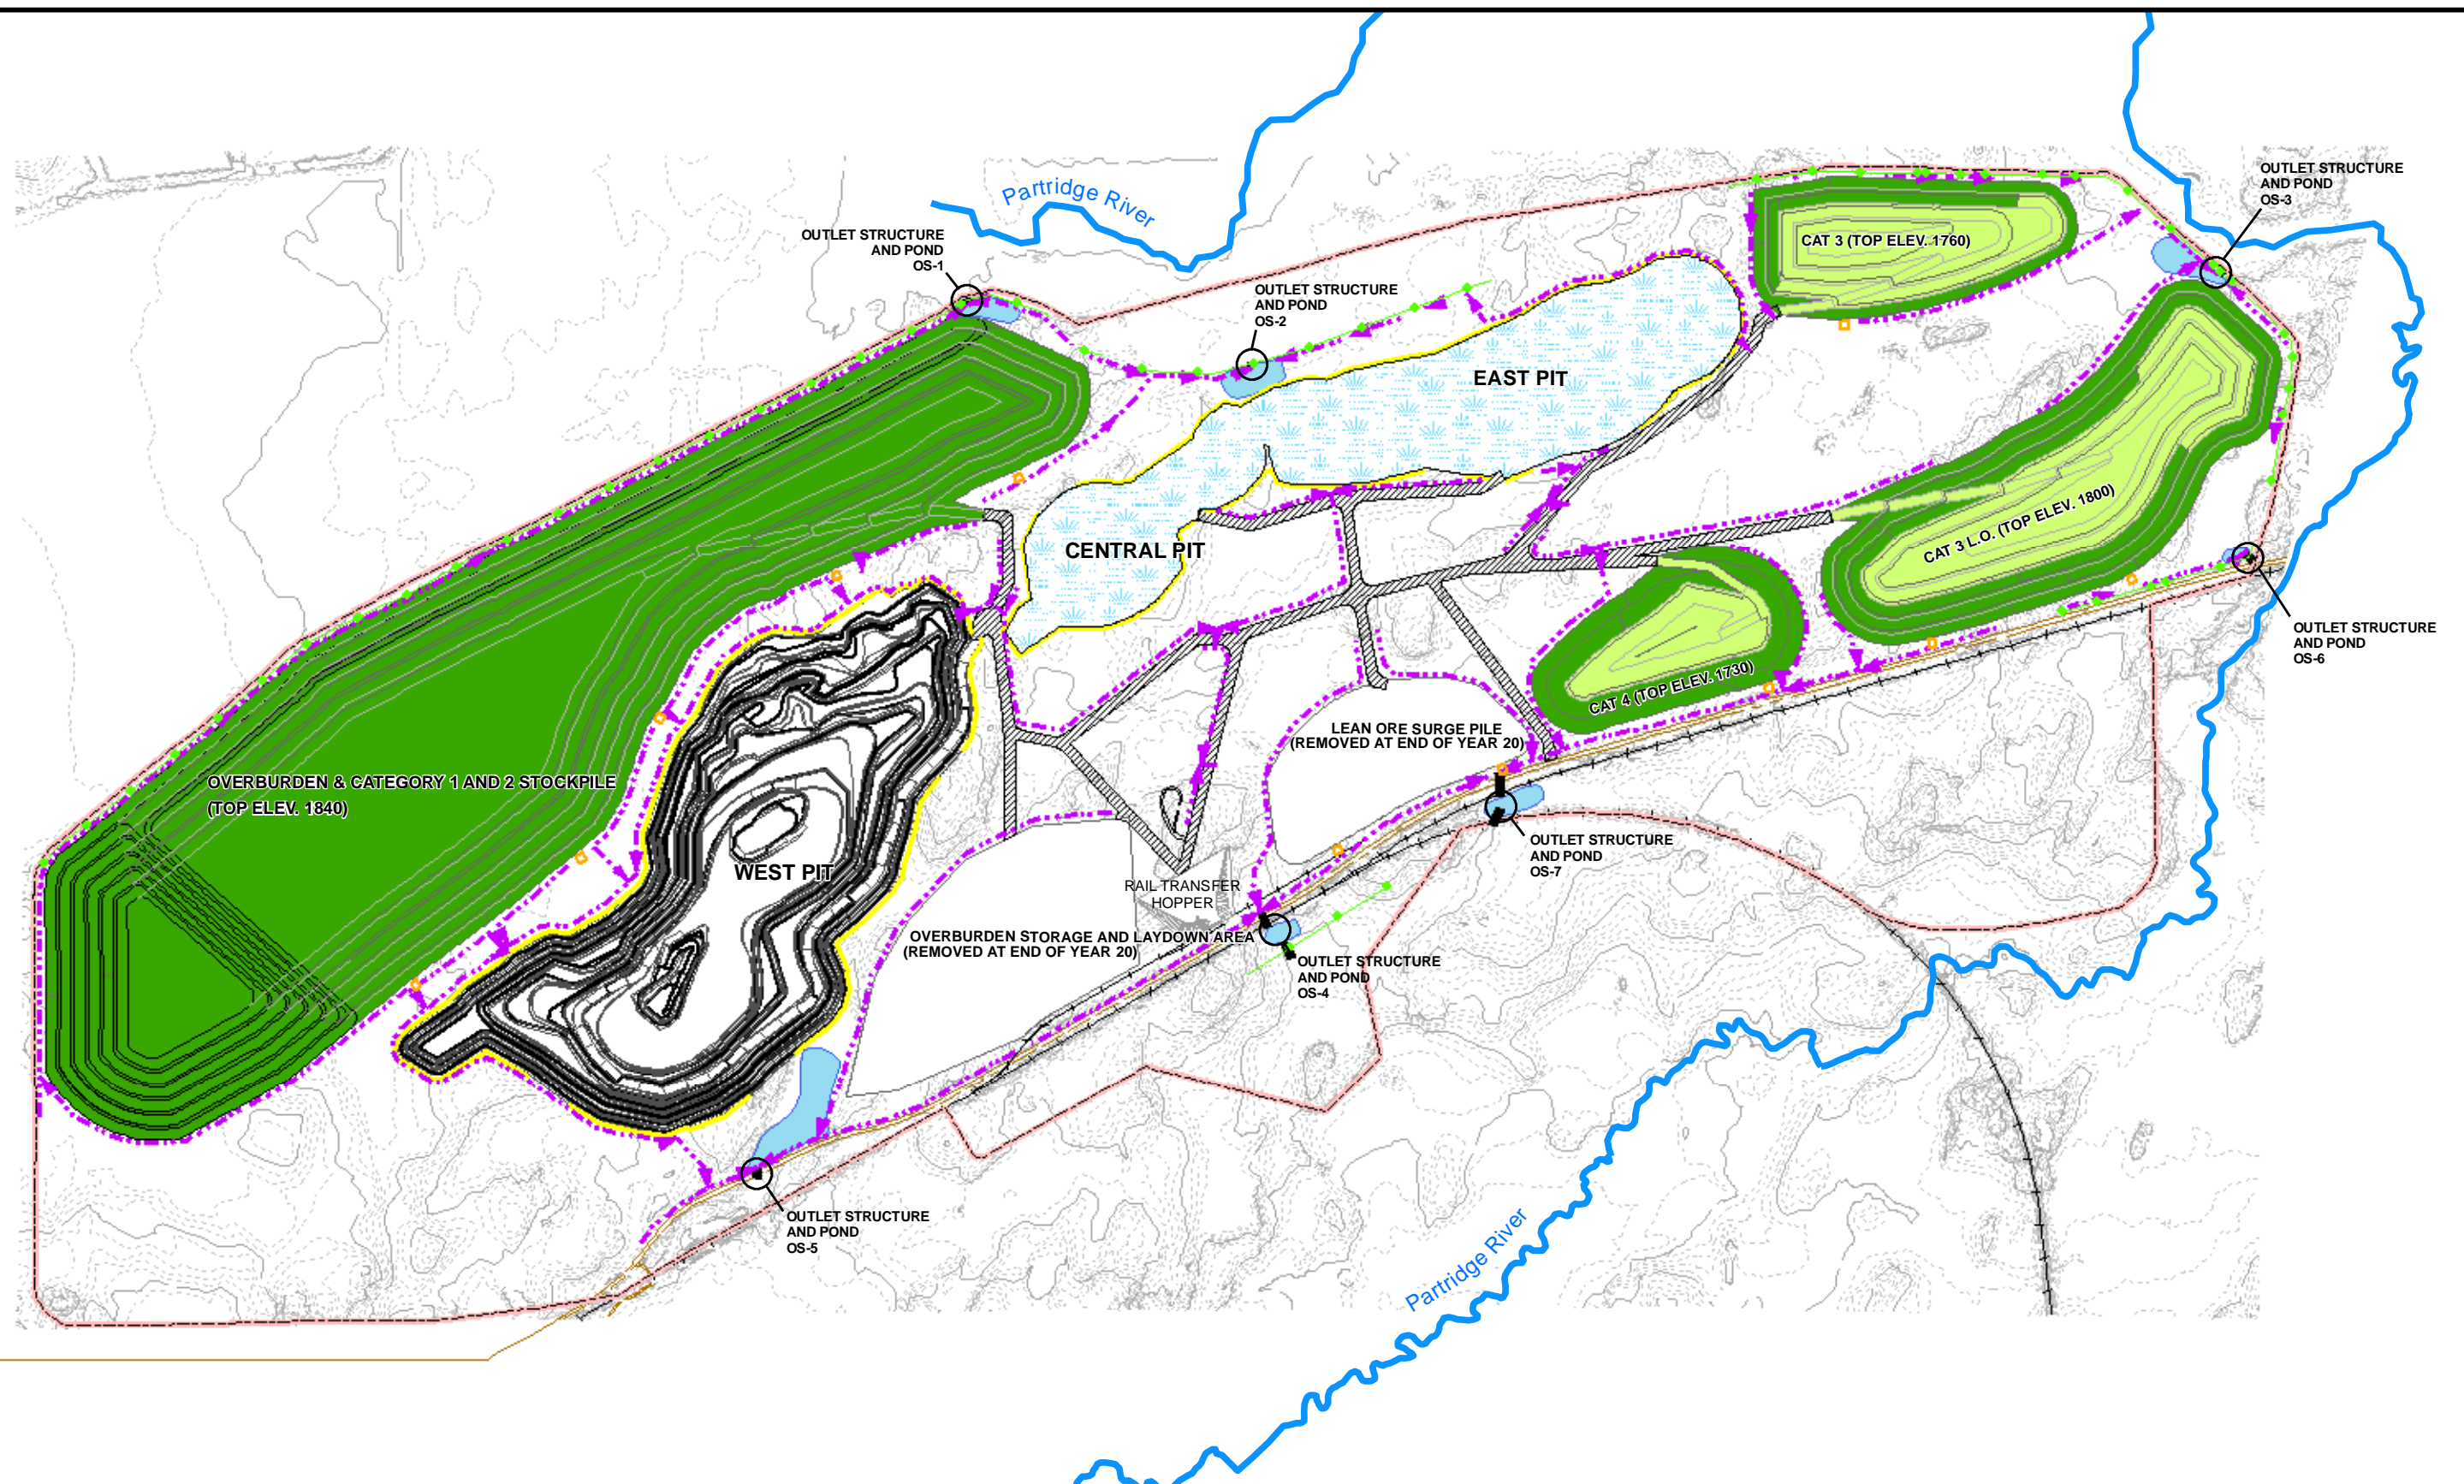 Partridge River
OUTLET STRUCTURE
AND POND
OS-3
OUTLET STRUCTURE
AND POND
OS-1
CAT 3 (TOP ELEV. 1760)
OUTLET STRUCTURE
AND POND
OS-2
EAST PIT
CENTRAL PIT
CAT 3 L.O. (TOP ELEV. 1800)
OUTLET STRUCTURE
AND POND
OS-6
CAT 4 (TOP ELEV. 1730)
LEAN ORE SURGE PILE
(REMOVED AT END OF YEAR 20)
OVERBURDEN & CATEGORY 1 AND 2 STOCKPILE
(TOP ELEV. 1840)
OUTLET STRUCTURE
AND POND
OS-7
WEST PIT
RAIL TRANSFER
HOPPER
OVERBURDEN STORAGE AND LAYDOWN AREA
(REMOVED AT END OF YEAR 20)
OUTLET STRUCTURE
AND POND
OS-4
OUTLET STRUCTURE
AND POND
OS-5
Partridge River